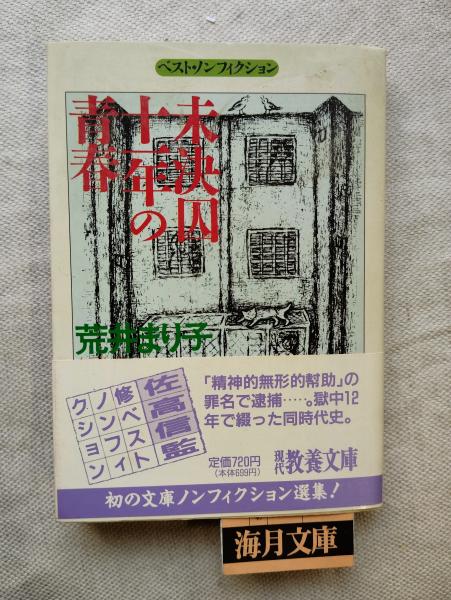 ベスト・ノンフィクション
未決囚
十一年の
青春
荒井まり子
「精神的無形的幇助」の
罪名で逮捕……。獄中12
年で綴った同時代史。
佐高信監
修ベスト
ノンフィ
クション
定価720円
(本体699円)
現代教養文庫
初の文庫ノンフィクション選集!
海月文庫